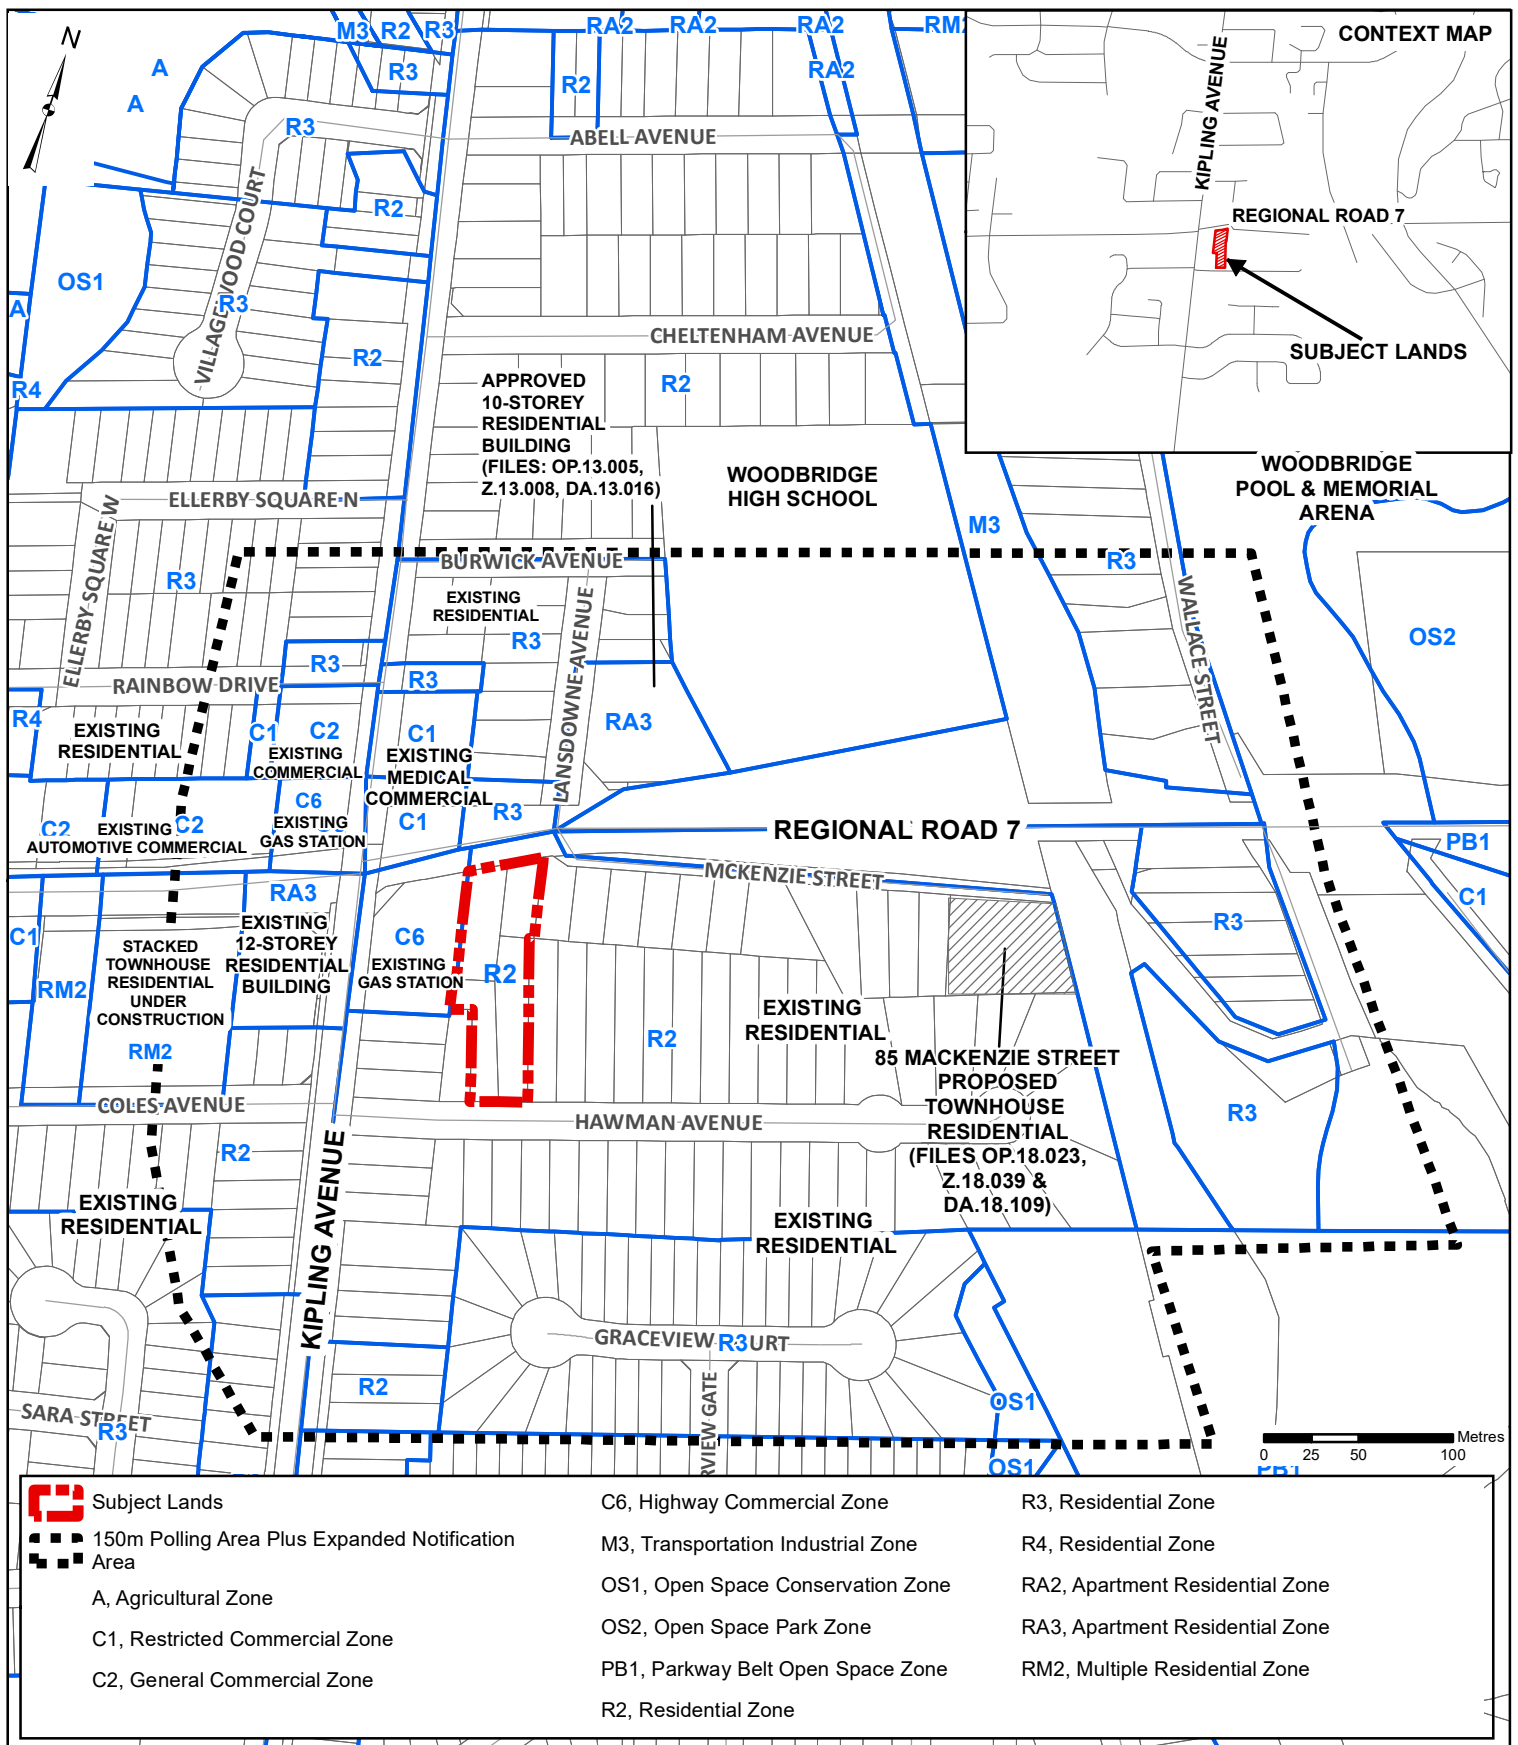 N
M3
R2
R3
RA2
RA2
RA2
CONTEXT MAP
A
R3
R2
RA2
A
R3
ABELL AVENUE
KIPLING AVENUE
R2
REGIONAL ROAD 7
VILLAGEWOOD COURT
OS1
R3
A
CHELTENHAM AVENUE
SUBJECT LANDS
R2
R4
APPROVED
10-STOREY
RESIDENTIAL
BUILDING
(FILES: OP.13.005,
Z.13.008, DA.13.016)
R2
WOODBRIDGE
HIGH SCHOOL
WOODBRIDGE
POOL & MEMORIAL
ARENA
ELLERBY SQUARE N
ELLERBY SQUARE W
M3
R3
BURWICK AVENUE
R3
EXISTING
RESIDENTIAL
R3
LANSDOWNE AVENUE
WALLACE STREET
OS2
R3
RAINBOW DRIVE
R3
R4
EXISTING
RESIDENTIAL
C1
C2
EXISTING
COMMERCIAL
C1
EXISTING
MEDICAL
COMMERCIAL
C1
RA3
R3
C6
EXISTING
GAS STATION
C2
EXISTING
C2
AUTOMOTIVE COMMERCIAL
REGIONAL ROAD 7
PB1
C1
MCKENZIE STREET
RA3
EXISTING
12-STOREY
RESIDENTIAL
BUILDING
C1
RM2
STACKED
TOWNHOUSE
RESIDENTIAL
UNDER
CONSTRUCTION
RM2
C6
EXISTING
GAS STATION
R2
R3
EXISTING
RESIDENTIAL
R2
85 MACKENZIE STREET
PROPOSED
TOWNHOUSE
RESIDENTIAL
(FILES OP.18.023,
Z.18.039 &
DA.18.109)
R3
COLES AVENUE
HAWMAN AVENUE
R2
KIPLING AVENUE
EXISTING
RESIDENTIAL
EXISTING
RESIDENTIAL
GRACEVIEW
R3
URT
R2
RVIEW GATE
OS1
SARA STREET
R3
OS1
PB1
Metres
0 25 50 100
Subject Lands
150m Polling Area Plus Expanded Notification
Area
A, Agricultural Zone
C1, Restricted Commercial Zone
C2, General Commercial Zone
C6, Highway Commercial Zone
M3, Transportation Industrial Zone
OS1, Open Space Conservation Zone
OS2, Open Space Park Zone
PB1, Parkway Belt Open Space Zone
R2, Residential Zone
R3, Residential Zone
R4, Residential Zone
RA2, Apartment Residential Zone
RA3, Apartment Residential Zone
RM2, Multiple Residential Zone